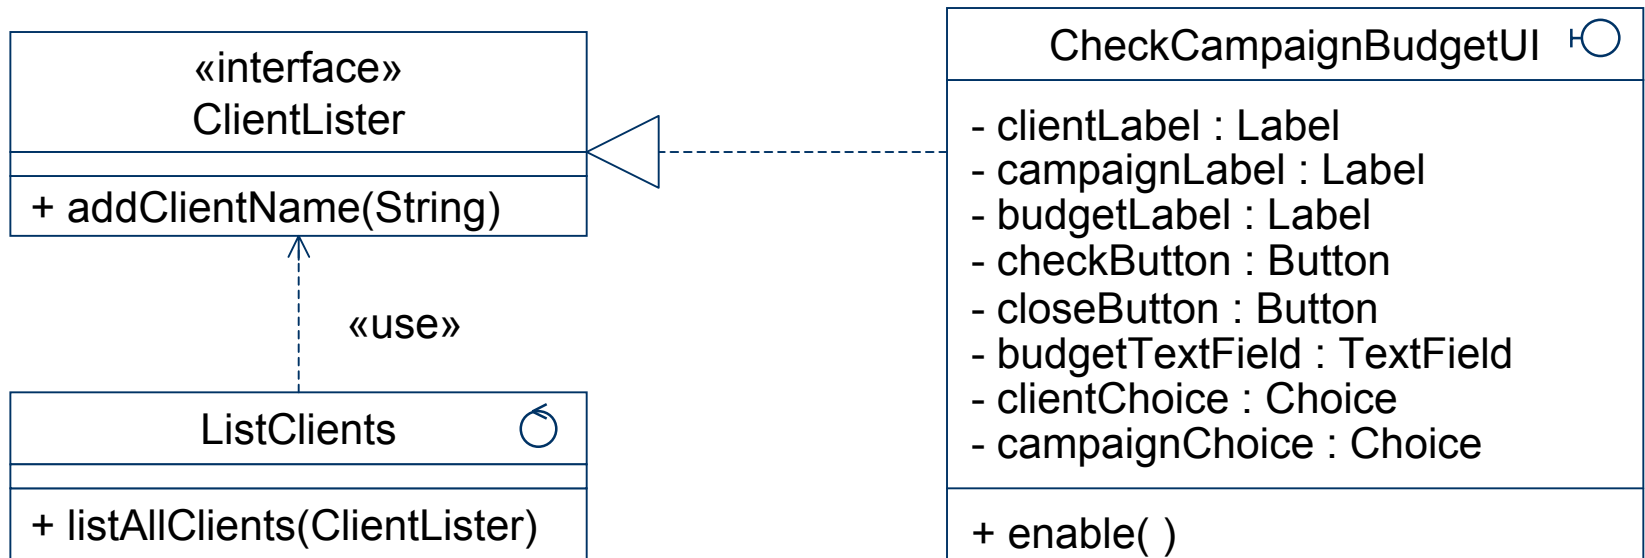 «interface»
ClientLister
+ addClientName(String)
«use»
ListClients
+ listAllClients(ClientLister)
CheckCampaignBudgetUI
- clientLabel : Label
- campaignLabel : Label
- budgetLabel : Label
- checkButton : Button
- closeButton : Button
- budgetTextField : TextField
- clientChoice : Choice
- campaignChoice : Choice
+ enable( )